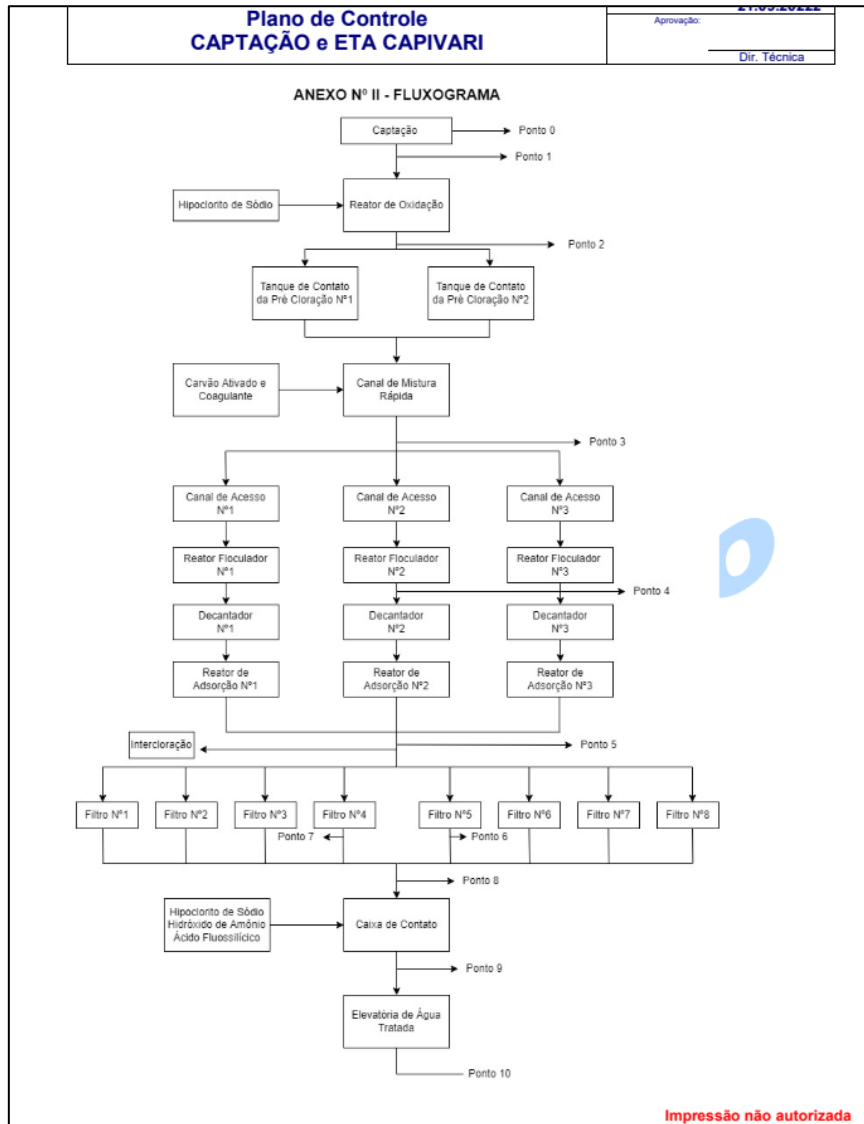 Plano de Controle
CAPTAÇÃO e ETA CAPIVARI
21.09.20222
Aprovação:
Dir. Técnica
ANEXO Nº II - FLUXOGRAMA
Captação
Ponto 0
Ponto 1
Hipoclorito de Sódio
Reator de Oxidação
Ponto 2
Tanque de Contato
da Pré Cloração Nº1
Tanque de Contato
da Pré Cloração Nº2
Carvão Ativado e
Coagulante
Canal de Mistura
Rápida
Ponto 3
Canal de Acesso
Nº1
Canal de Acesso
Nº2
Canal de Acesso
Nº3
Reator Floculador
Nº1
Reator Floculador
Nº2
Reator Floculador
Nº3
Ponto 4
Decantador
Nº1
Decantador
Nº2
Decantador
Nº3
Reator de
Adsorção Nº1
Reator de
Adsorção Nº2
Reator de
Adsorção Nº3
Intercloração
Ponto 5
Filtro Nº1
Filtro Nº2
Filtro Nº3
Filtro Nº4
Filtro Nº5
Filtro Nº6
Filtro Nº7
Filtro Nº8
Ponto 7
Ponto 6
Ponto 8
Hipoclorito de Sódio
Hidróxido de Amônio
Ácido Fluossilícico
Caixa de Contato
Ponto 9
Elevatória de Água
Tratada
Ponto 10
Impressão não autorizada